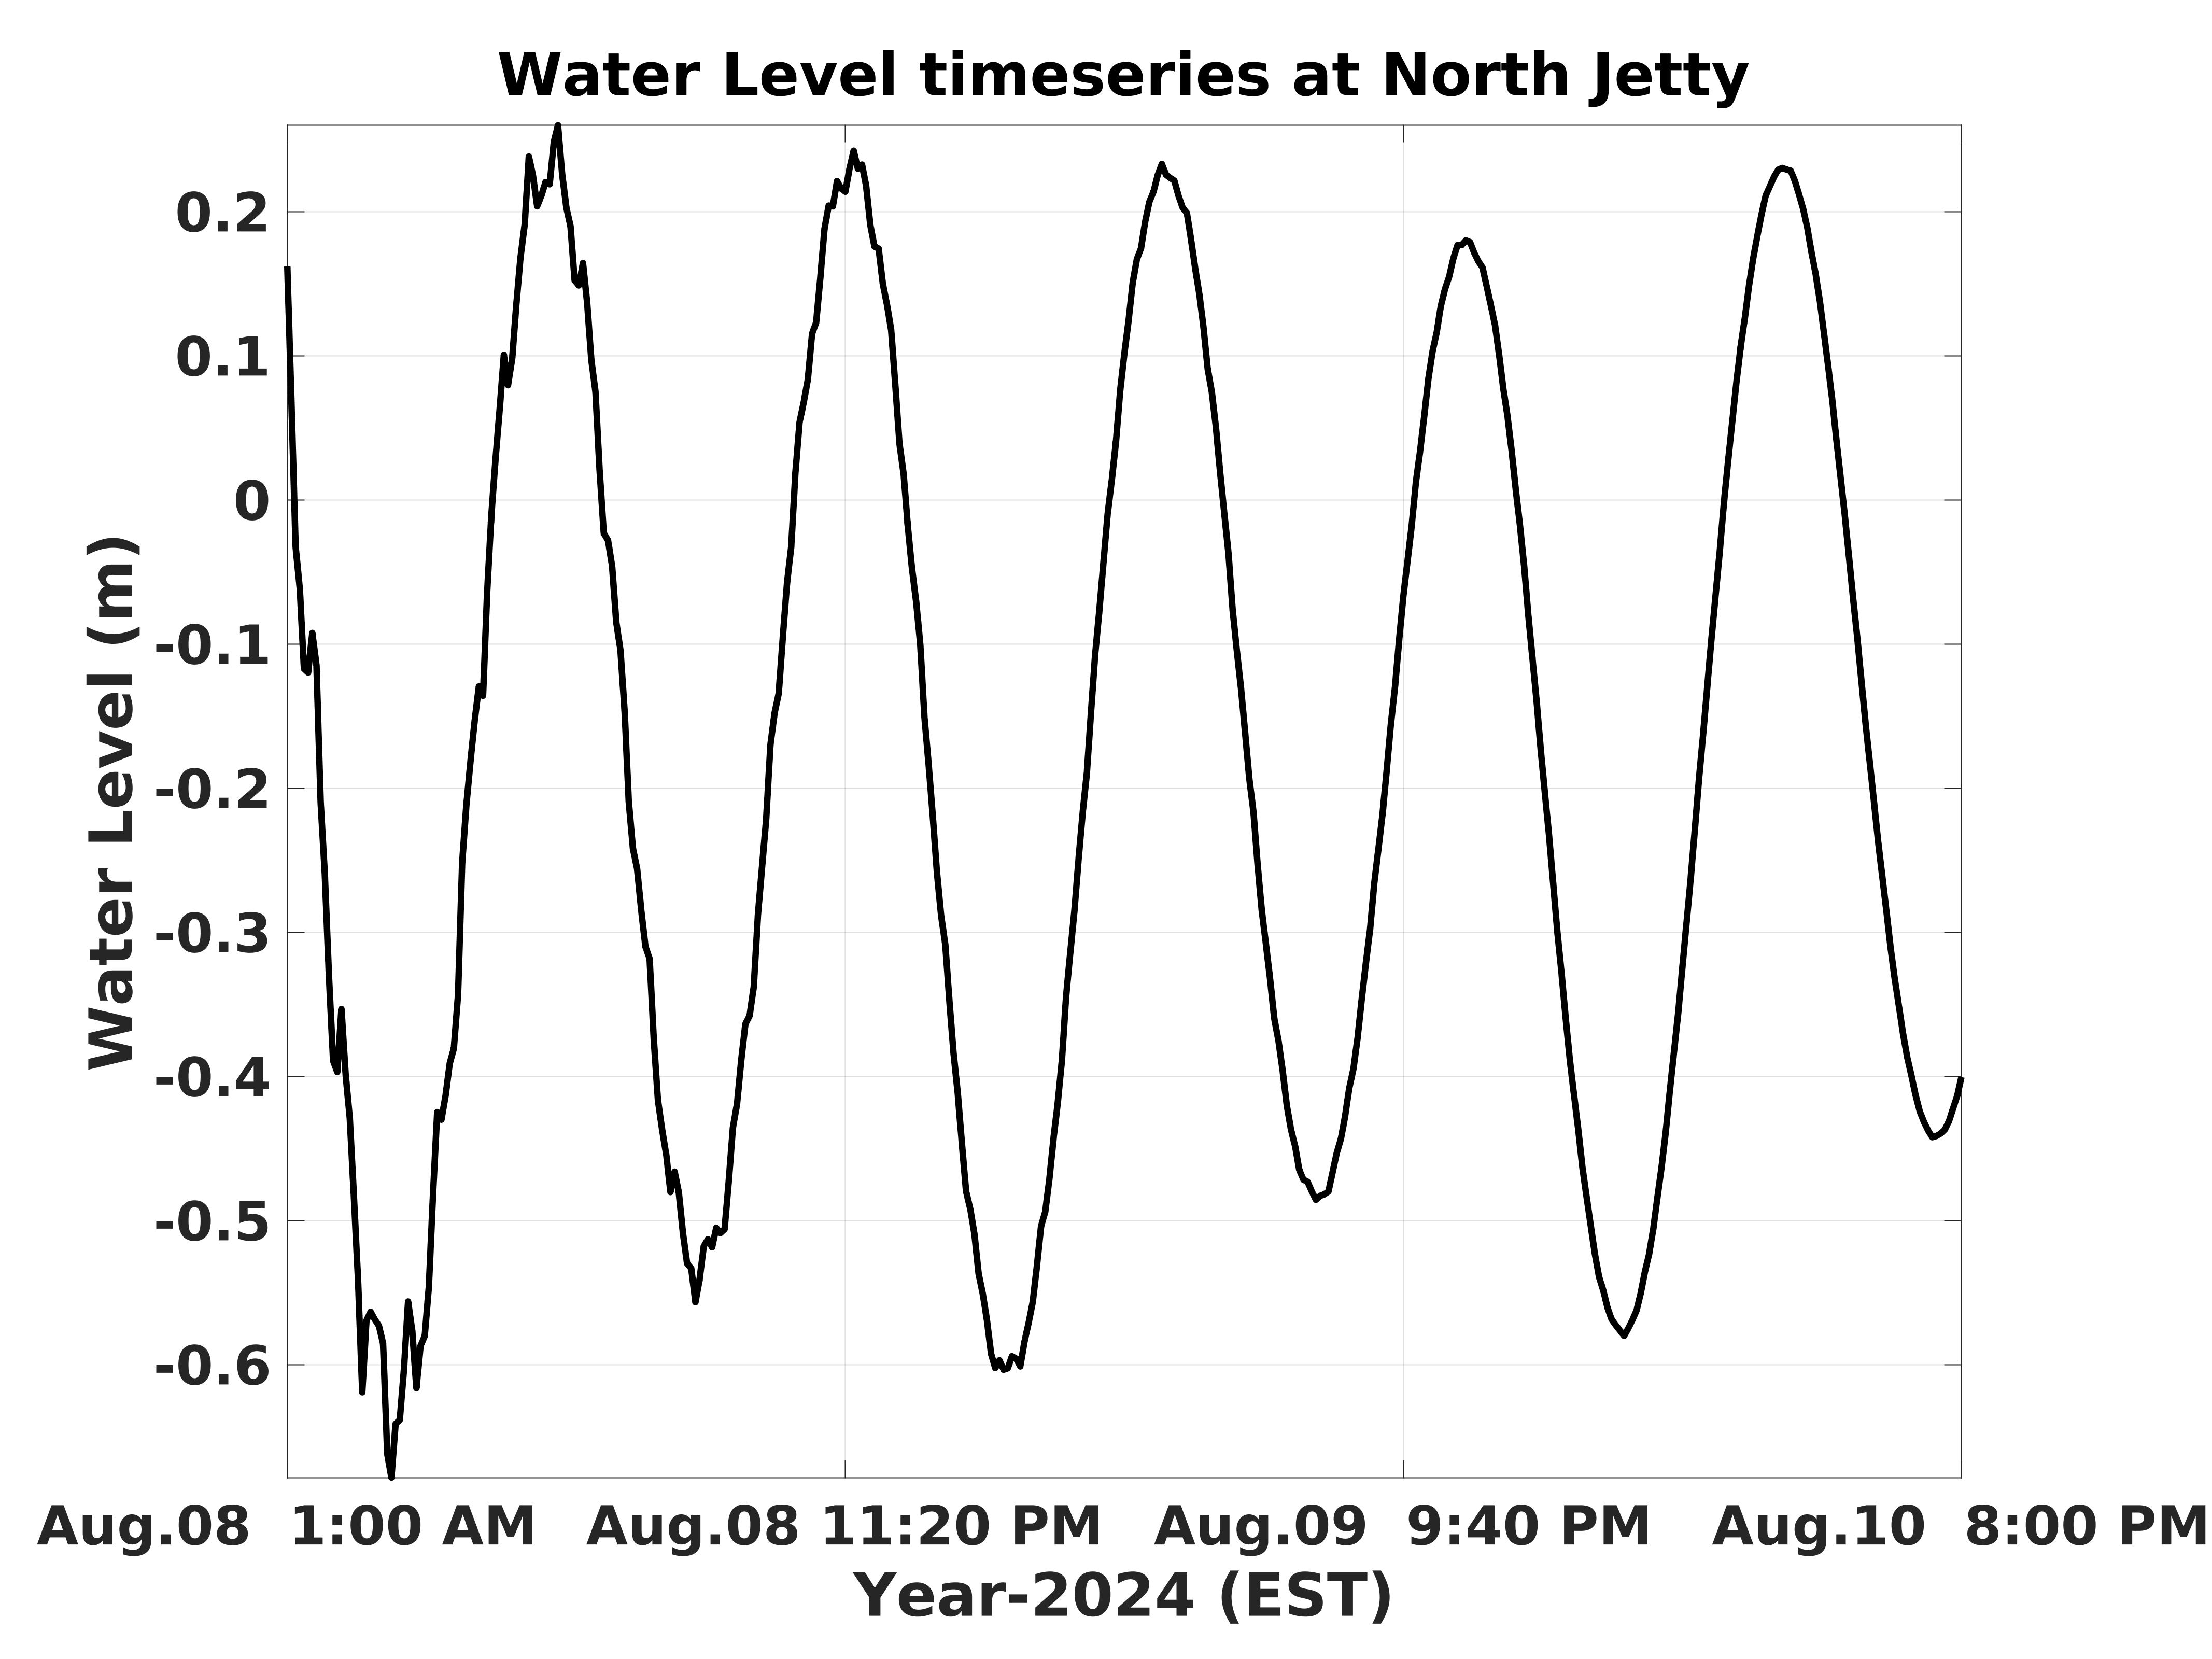 Water Level timeseries at North Jetty
Water Level (m)
0.2
0.1
0
-0.1
-0.2
-0.3
-0.4
-0.5
-0.6
Aug.08 1:00 AM
Aug.08 11:20 PM
Aug.09 9:40 PM
Aug.10 8:00 PM
Year-2024 (EST)